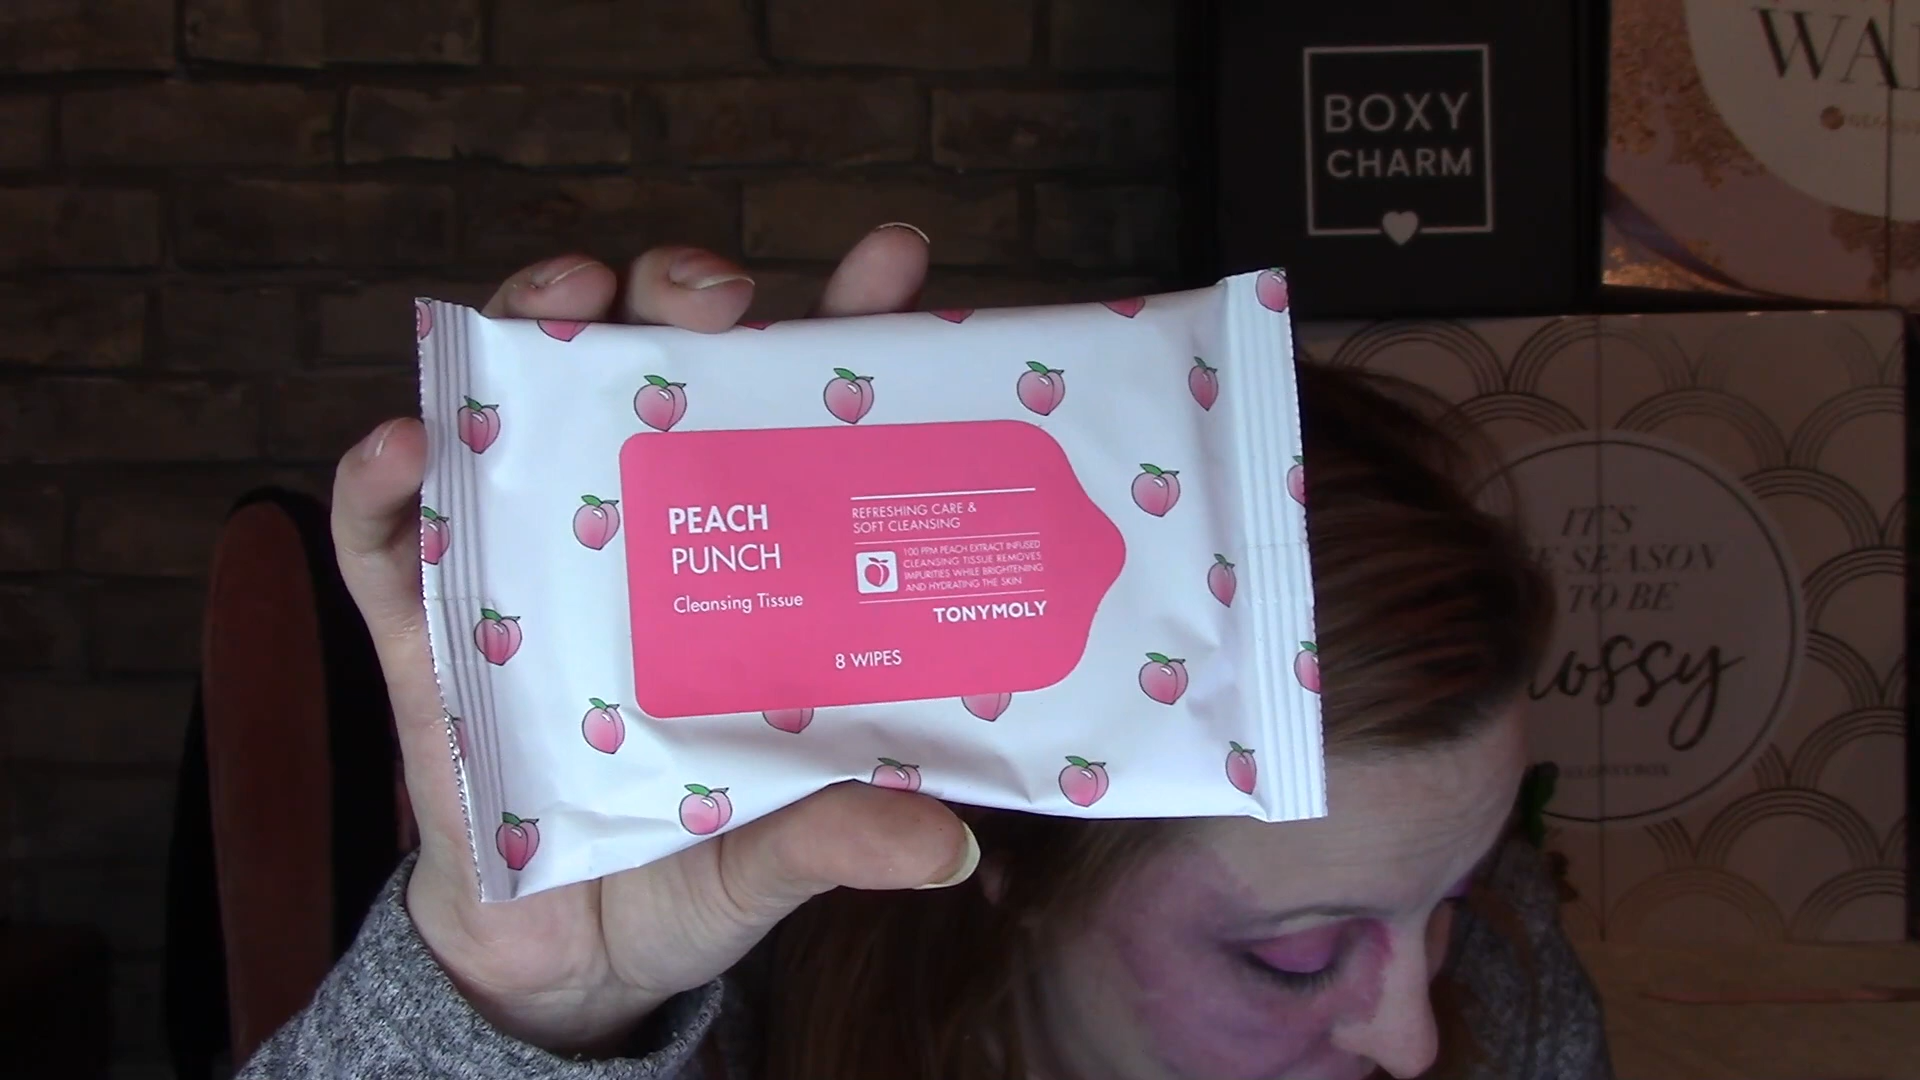 PEACH
PUNCH
Cleansing Tissue
REFRESHING CARE &
SOFT CLEANSING
100 PPM PEACH EXTRACT INFUSED
CLEANSING TISSUE REMOVES
IMPURITIES WHILE BRIGHTENING
AND HYDRATING THE SKIN
TONYMOLY
8 WIPES
BOXY
CHARM
IT'S
SEASON
TO BE